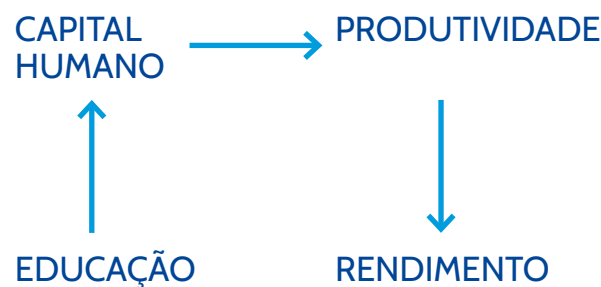 CAPITAL
HUMANO
PRODUTIVIDADE
EDUCAÇÃO
RENDIMENTO